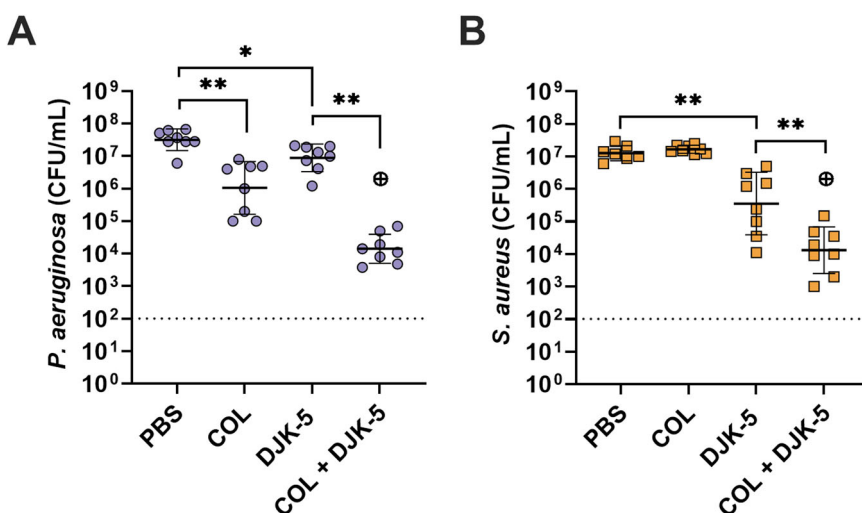 A
B
*
**
**
**
**
P. aeruginosa (CFU/mL)
10⁹
10⁸
10⁷
10⁶
10⁵
10⁴
10³
10²
10¹
10⁰
⊕
PBS
COL
DJK-5
COL + DJK-5
S. aureus (CFU/mL)
10⁹
10⁸
10⁷
10⁶
10⁵
10⁴
10³
10²
10¹
10⁰
⊕
PBS
COL
DJK-5
COL + DJK-5